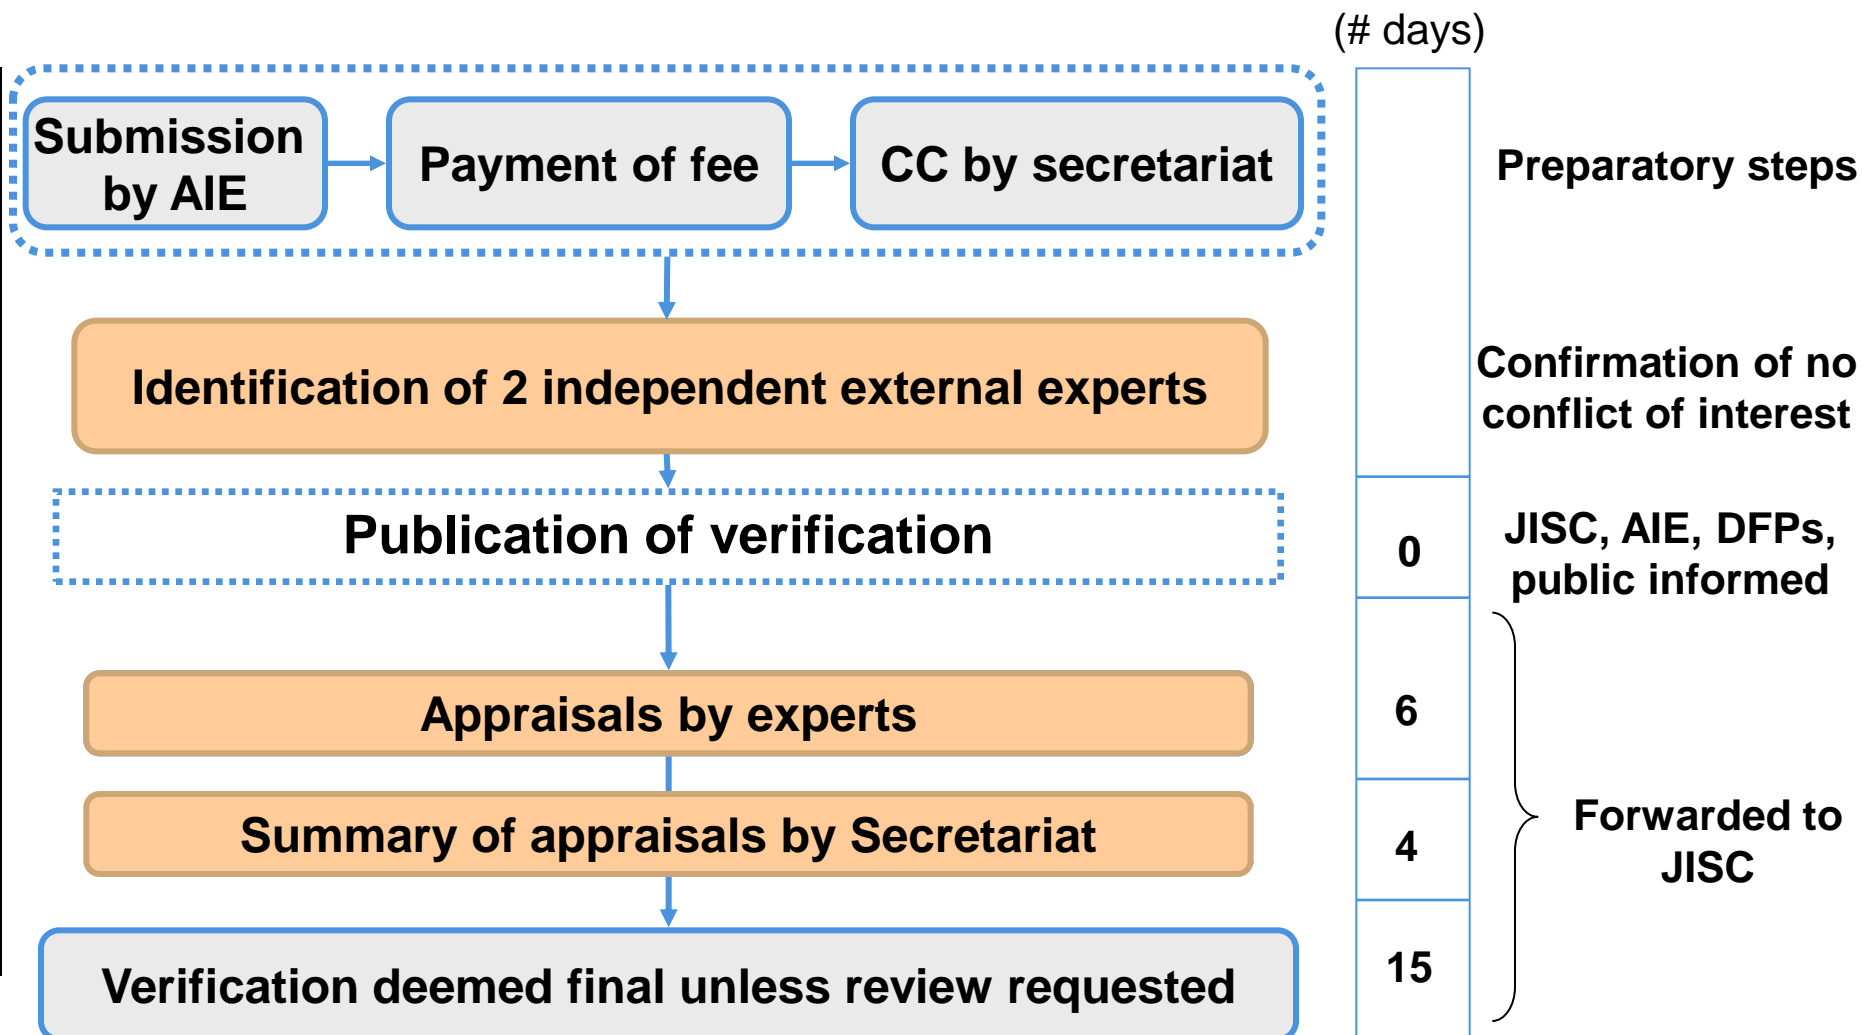 (# days)
Submission
by AIE
Payment of fee
CC by secretariat
Preparatory steps
Identification of 2 independent external experts
Confirmation of no
conflict of interest
Publication of verification
0
JISC, AIE, DFPs,
public informed
Appraisals by experts
6
Summary of appraisals by Secretariat
4
Forwarded to
JISC
Verification deemed final unless review requested
15